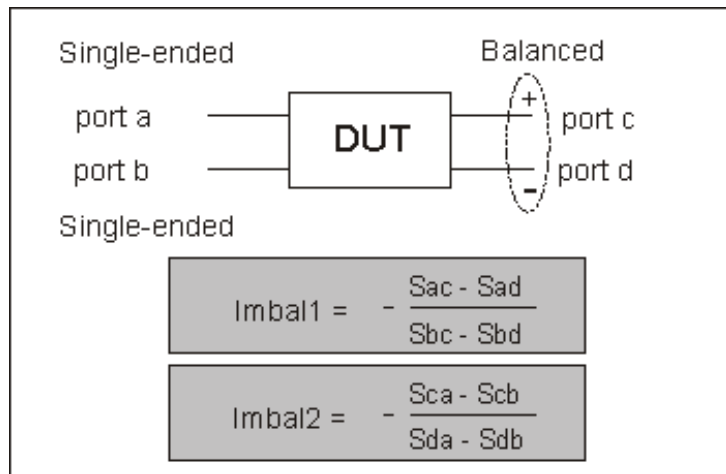 Single-ended Balanced
port a + port c
DUT
port b - port d
Single-ended
Imbal1 = - Sac - Sad
Sbc - Sbd
Imbal2 = - Sca - Scb
Sda - Sdb